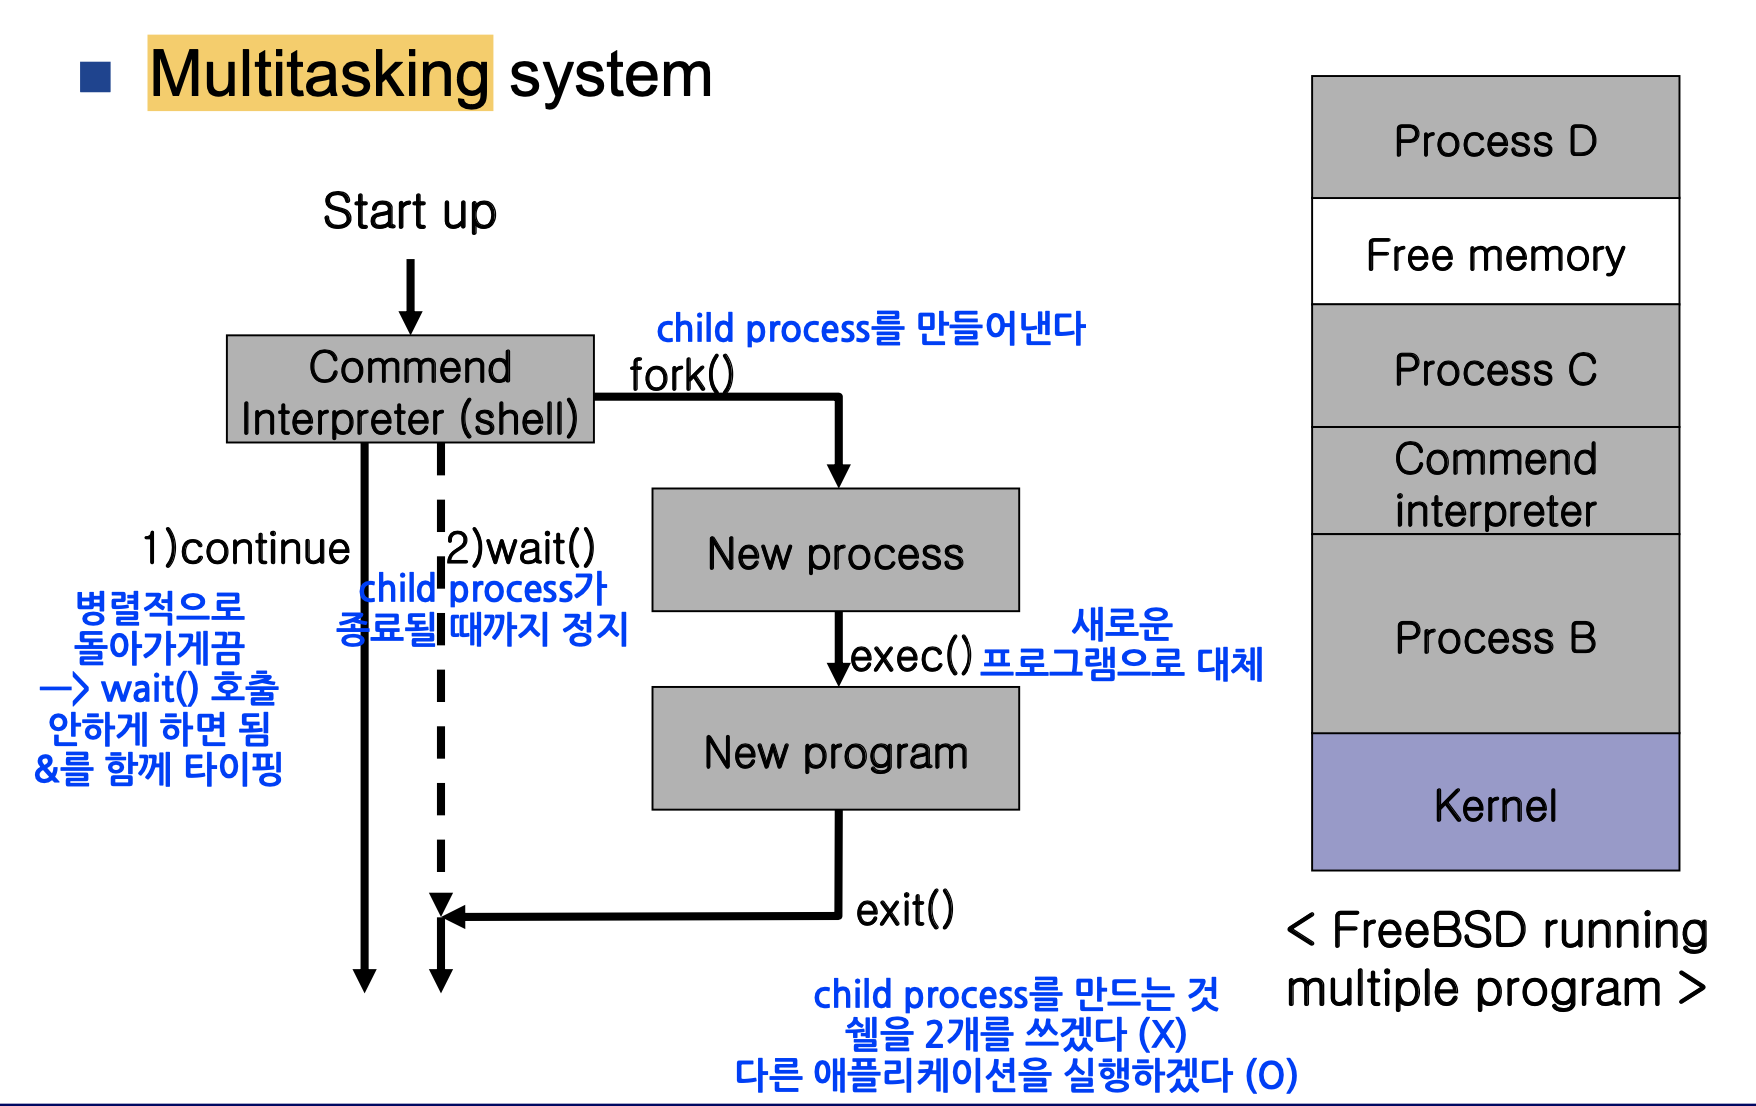 Multitasking system
Start up
Commend
Interpreter (shell)
child process를 만들어낸다
fork()
1)continue
2)wait()
병렬적으로
돌아가게끔
—> wait() 호출
안하게 하면 됨
&를 함께 타이핑
child process가
종료될 때까지 정지
New process
exec()
새로운
프로그램으로 대체
New program
exit()
child process를 만드는 것
쉘을 2개를 쓰겠다 (X)
다른 애플리케이션을 실행하겠다 (O)
Process D
Free memory
Process C
Commend
interpreter
Process B
Kernel
< FreeBSD running
multiple program >